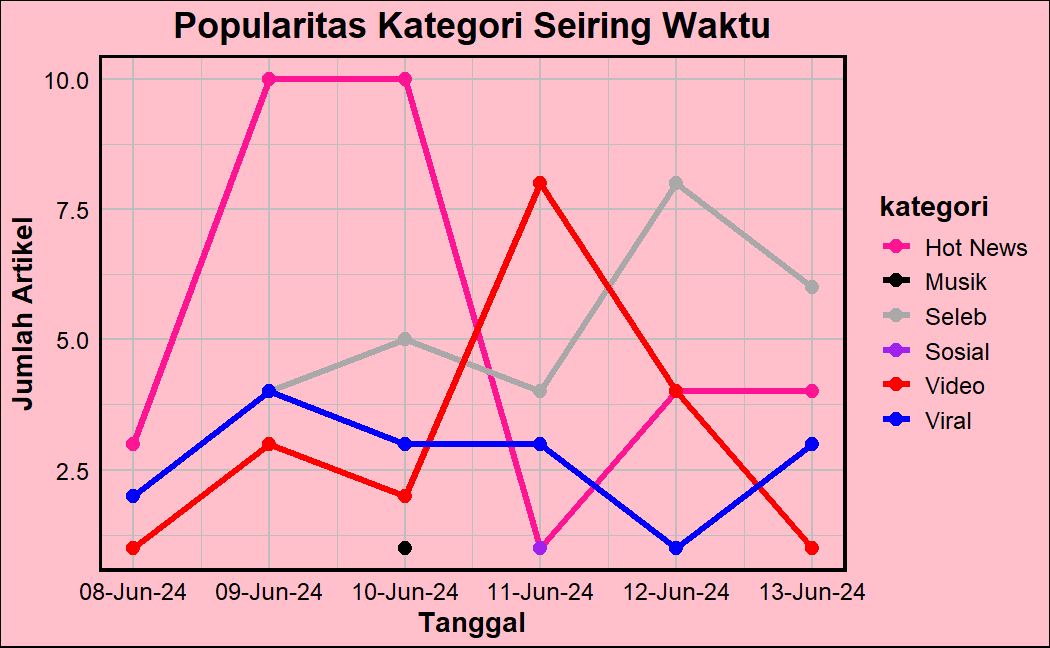 Popularitas Kategori Seiring Waktu
Jumlah Artikel
10.0
7.5
5.0
2.5
08-Jun-24 09-Jun-24 10-Jun-24 11-Jun-24 12-Jun-24 13-Jun-24
Tanggal
kategori
Hot News
Musik
Seleb
Sosial
Video
Viral